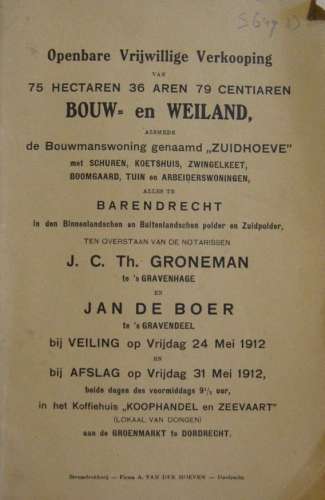 Openbare Vrijwillige Verkooping
VAN
75 HECTAREN 36 AREN 79 CENTIAREN
BOUW- en WEILAND,
ALSMEDE
de Bouwmanswoning genaamd „ZUIDHOEVE”
met SCHUREN, KOETSHUIS, ZWINGELKEET,
BOOMGAARD, TUIN en ARBEIDERSWONINGEN,
ALLES TE
BARENDRECHT
in den Binnenlandschen en Buitenlandschen polder en Zuidpolder,
TEN OVERSTAAN VAN DE NOTARISSEN
J. C. Th. GRONEMAN
te 's GRAVENHAGE
EN
JAN DE BOER
te 's GRAVENDEEL
bij VEILING op Vrijdag 24 Mei 1912
EN
bij AFSLAG op Vrijdag 31 Mei 1912,
beide dagen des voormiddags 9½ uur,
in het Koffiehuis „KOOPHANDEL en ZEEVAART”
(LOKAAL VAN DONGEN)
aan de GROENMARKT te DORDRECHT.
Stoomdrukkerij — Firma A. VAN DER HOEVEN — Dordrecht